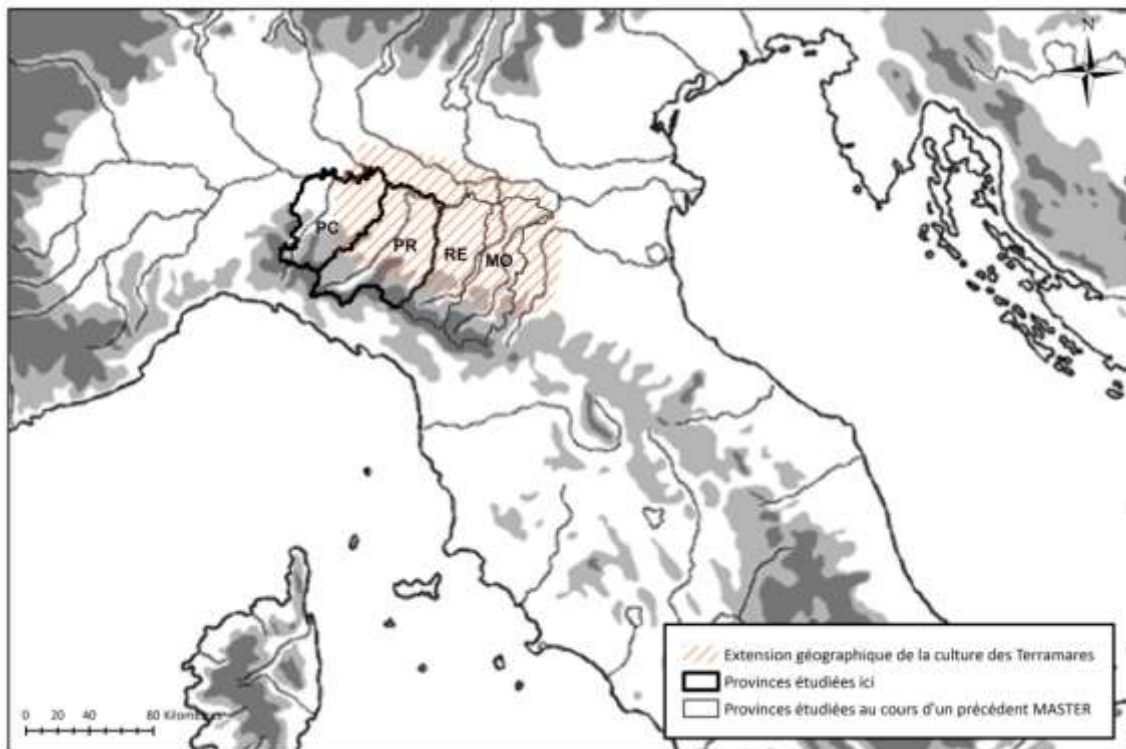 N
PC
PR
RE
MO
Extension géographique de la culture des Terramares
Provinces étudiées ici
Provinces étudiées au cours d'un précédent MASTER
0 20 40 80 Kilomètres